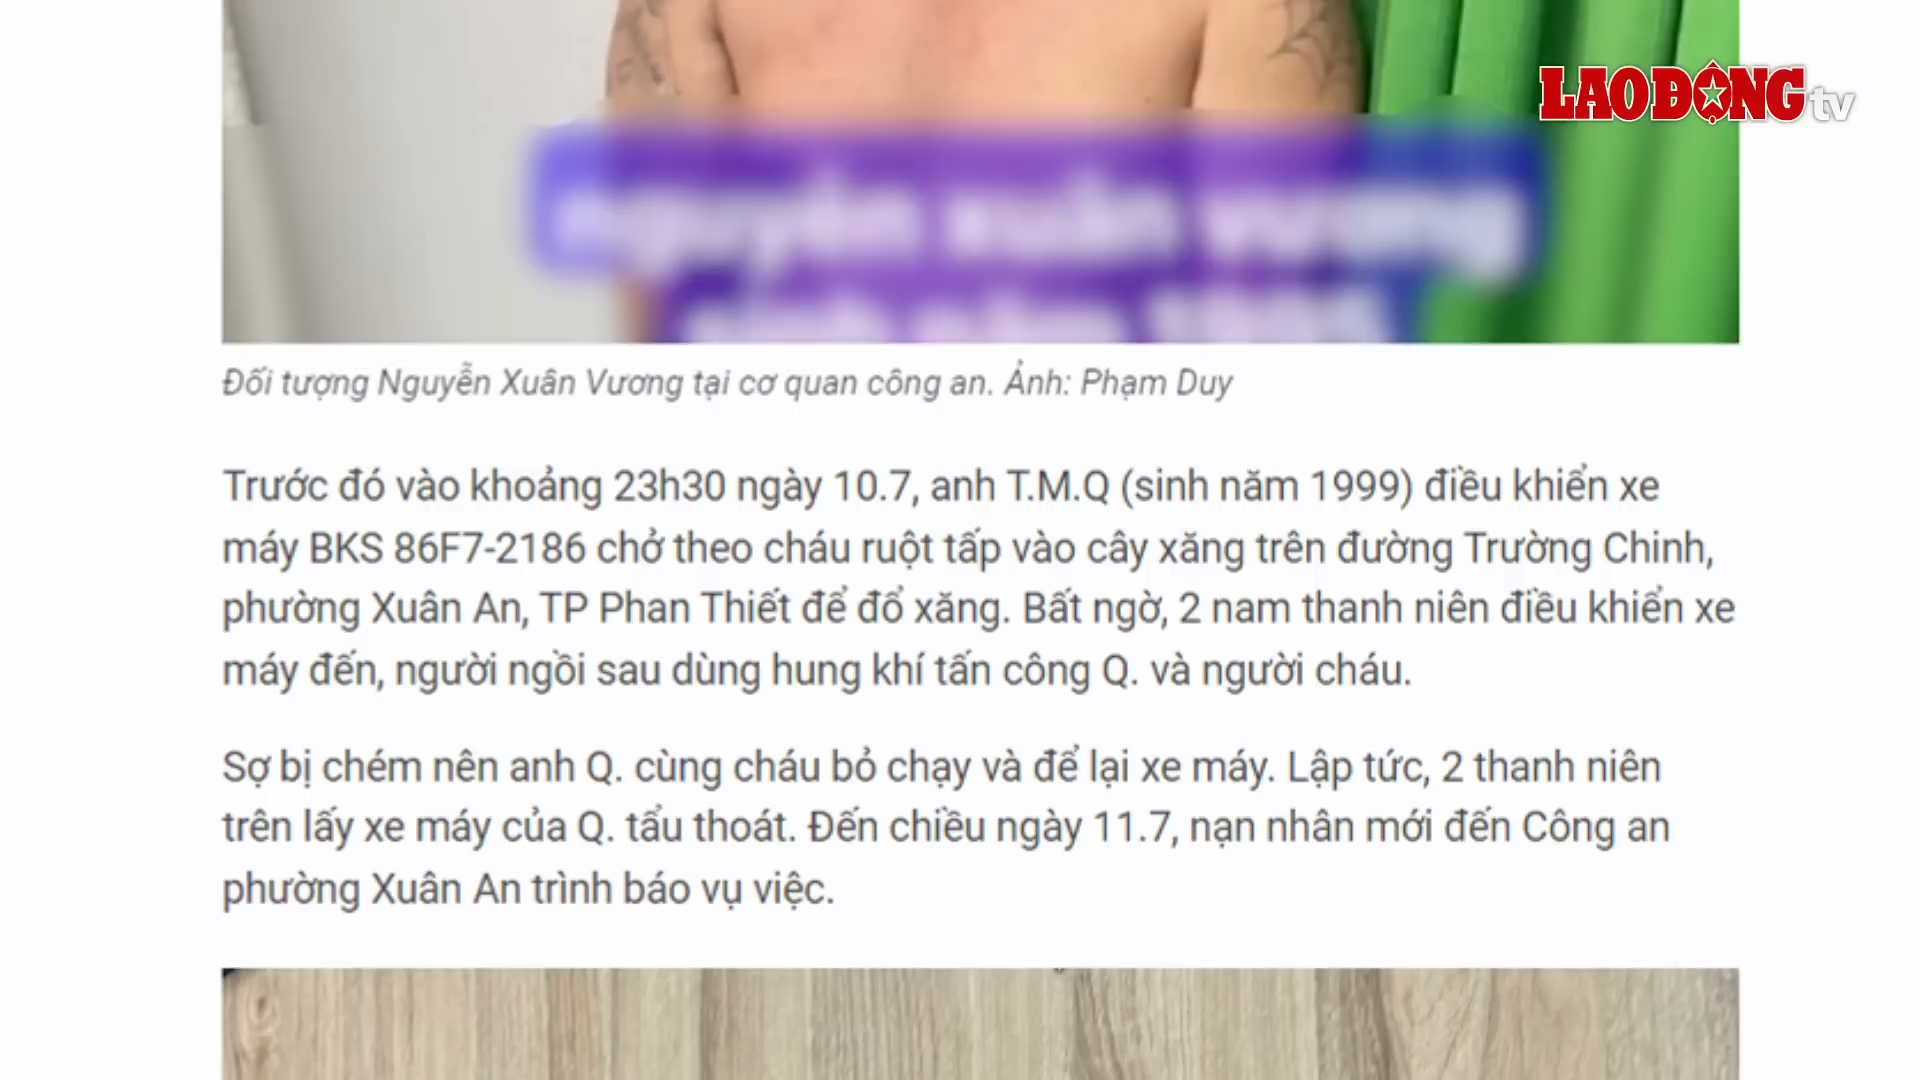 LAO ĐỘNG tv
nguyễn xuân vương
Đối tượng Nguyễn Xuân Vương tại cơ quan công an. Ảnh: Phạm Duy
Trước đó vào khoảng 23h30 ngày 10.7, anh T.M.Q (sinh năm 1999) điều khiển xe
máy BKS 86F7-2186 chở theo cháu ruột tấp vào cây xăng trên đường Trường Chinh,
phường Xuân An, TP Phan Thiết để đổ xăng. Bất ngờ, 2 nam thanh niên điều khiển xe
máy đến, người ngồi sau dùng hung khí tấn công Q. và người cháu.
Sợ bị chém nên anh Q. cùng cháu bỏ chạy và để lại xe máy. Lập tức, 2 thanh niên
trên lấy xe máy của Q. tẩu thoát. Đến chiều ngày 11.7, nạn nhân mới đến Công an
phường Xuân An trình báo vụ việc.